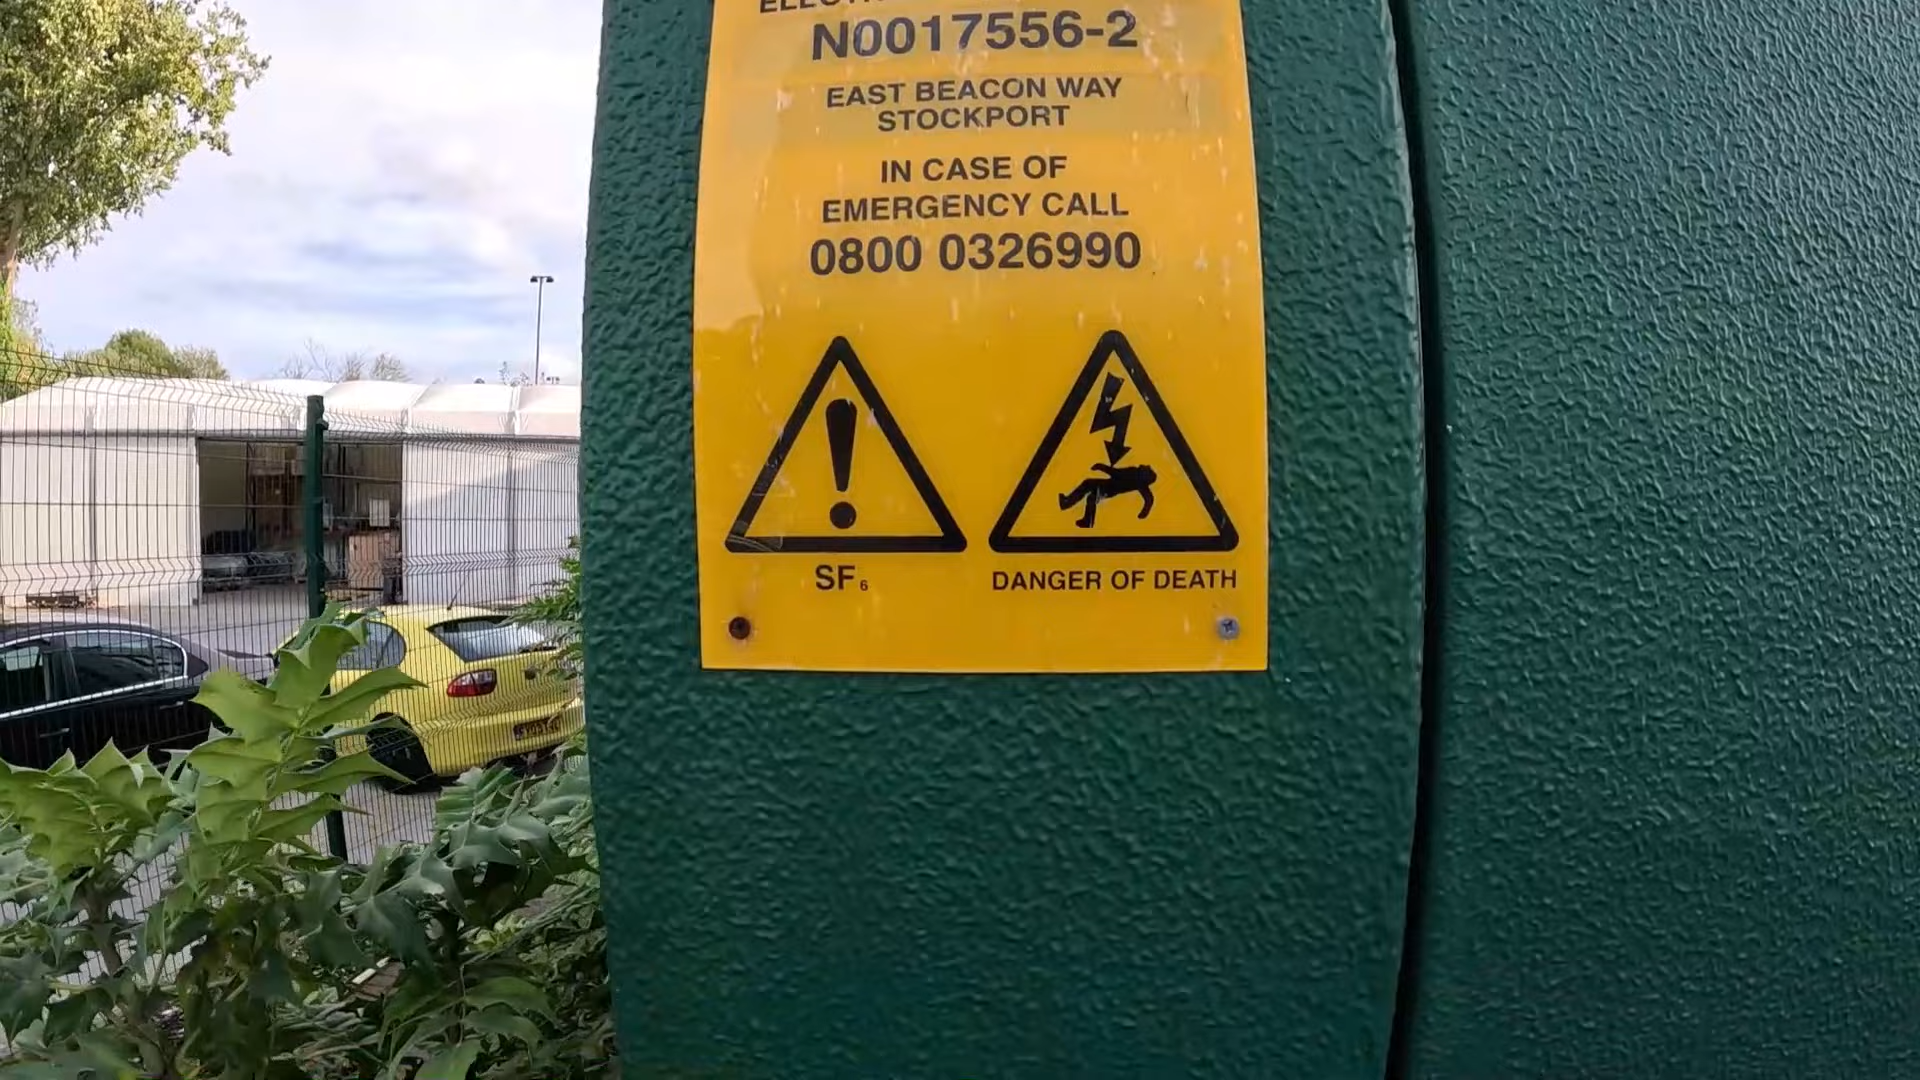 N0017556-2
EAST BEACON WAY
STOCKPORT
IN CASE OF
EMERGENCY CALL
0800 0326990
SF₆
DANGER OF DEATH